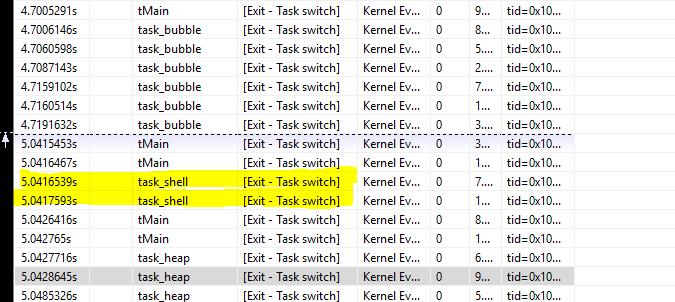 4.7005291s tMain [Exit - Task switch] Kernel Ev... 0 9... tid=0x10...
4.7006146s task_bubble [Exit - Task switch] Kernel Ev... 0 8... tid=0x10...
4.7060598s task_bubble [Exit - Task switch] Kernel Ev... 0 5... tid=0x10...
4.7087143s task_bubble [Exit - Task switch] Kernel Ev... 0 2... tid=0x10...
4.7159102s task_bubble [Exit - Task switch] Kernel Ev... 0 7... tid=0x10...
4.7160514s task_bubble [Exit - Task switch] Kernel Ev... 0 1... tid=0x10...
4.7191632s task_bubble [Exit - Task switch] Kernel Ev... 0 3... tid=0x10...
5.0415453s tMain [Exit - Task switch] Kernel Ev... 0 3... tid=0x10...
5.0416467s tMain [Exit - Task switch] Kernel Ev... 0 1... tid=0x10...
5.0416539s task_shell [Exit - Task switch] Kernel Ev... 0 7... tid=0x10...
5.0417593s task_shell [Exit - Task switch] Kernel Ev... 0 1... tid=0x10...
5.0426416s tMain [Exit - Task switch] Kernel Ev... 0 8... tid=0x10...
5.042765s tMain [Exit - Task switch] Kernel Ev... 0 1... tid=0x10...
5.0427716s task_heap [Exit - Task switch] Kernel Ev... 0 6... tid=0x10...
5.0428645s task_heap [Exit - Task switch] Kernel Ev... 0 9... tid=0x10...
5.0485326s task_heap [Exit - Task switch] Kernel Ev... 0 5... tid=0x10...